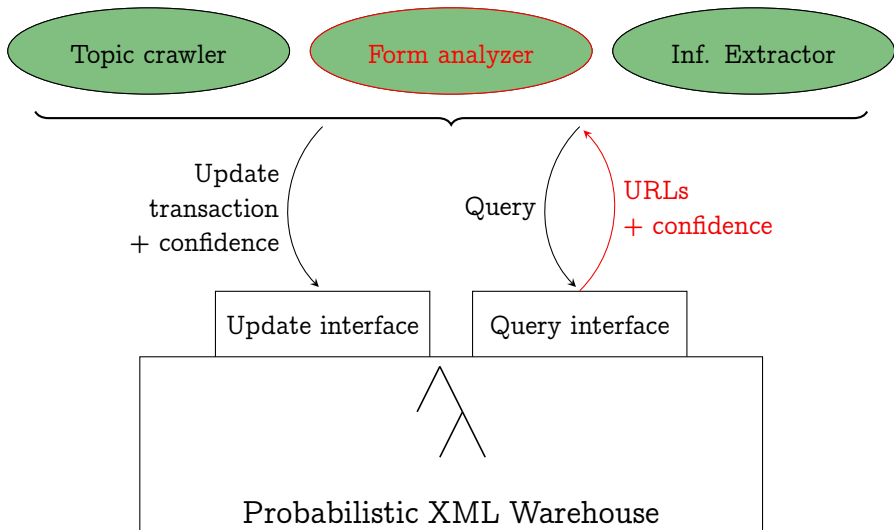 Topic crawler
Form analyzer
Inf. Extractor
Update
transaction
+ confidence
Query
URLs
+ confidence
Update interface
Query interface
Probabilistic XML Warehouse